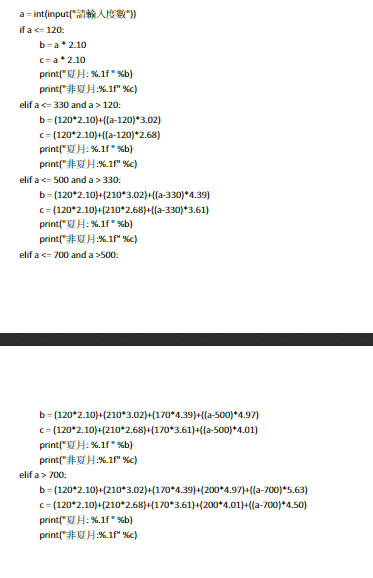 a = int(input("請輸入度數"))
if a <= 120:
b = a * 2.10
c = a * 2.10
print("夏月: %.1f " %b)
print("非夏月:%.1f" %c)
elif a <= 330 and a > 120:
b = (120*2.10)+((a-120)*3.02)
c = (120*2.10)+((a-120)*2.68)
print("夏月: %.1f " %b)
print("非夏月:%.1f" %c)
elif a <= 500 and a > 330:
b = (120*2.10)+(210*3.02)+((a-330)*4.39)
c = (120*2.10)+(210*2.68)+((a-330)*3.61)
print("夏月: %.1f " %b)
print("非夏月:%.1f" %c)
elif a <= 700 and a >500:
b = (120*2.10)+(210*3.02)+(170*4.39)+((a-500)*4.97)
c = (120*2.10)+(210*2.68)+(170*3.61)+((a-500)*4.01)
print("夏月: %.1f " %b)
print("非夏月:%.1f" %c)
elif a > 700:
b = (120*2.10)+(210*3.02)+(170*4.39)+(200*4.97)+((a-700)*5.63)
c = (120*2.10)+(210*2.68)+(170*3.61)+(200*4.01)+((a-700)*4.50)
print("夏月: %.1f " %b)
print("非夏月:%.1f" %c)